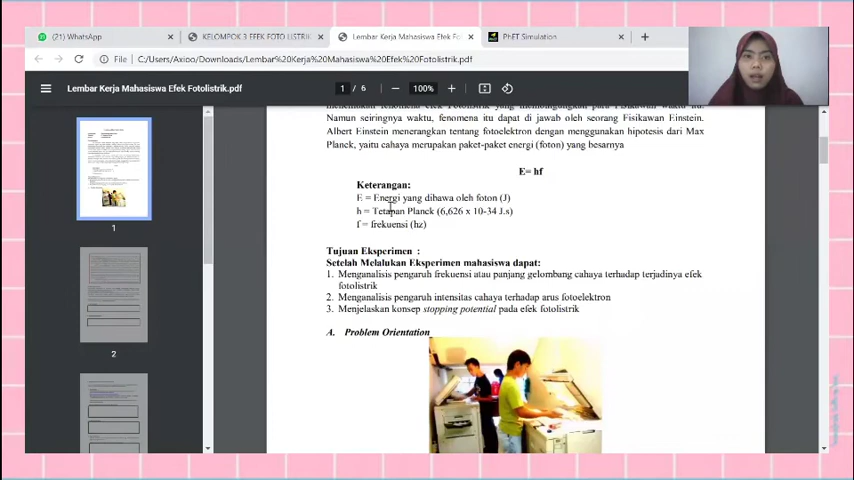 (21) WhatsApp
KELOMPOK 3 EFEK FOTO LISTRIK
Lembar Kerja Mahasiswa Efek Fot
PhET Simulation
File
C:/Users/Axioo/Downloads/Lembar%20Kerja%20Mahasiswa%20Efek%20Fotolistrik.pdf
Lembar Kerja Mahasiswa Efek Fotolistrik.pdf
1 / 6
100%
Namun seiringnya waktu, fenomena itu dapat di jawab oleh seorang Fisikawan Einstein.
Albert Einstein menerangkan tentang fotoelektron dengan menggunakan hipotesis dari Max
Planck, yaitu cahaya merupakan paket-paket energi (foton) yang besarnya
E= hf
Keterangan:
E = Energi yang dibawa oleh foton (J)
h = Tetapan Planck (6,626 x 10-34 J.s)
f = frekuensi (hz)
Tujuan Eksperimen :
Setelah Melalukan Eksperimen mahasiswa dapat:
1. Menganalisis pengaruh frekuensi atau panjang gelombang cahaya terhadap terjadinya efek
fotolistrik
2. Menganalisis pengaruh intensitas cahaya terhadap arus fotoelektron
3. Menjelaskan konsep stopping potential pada efek fotolistrik
A. Problem Orientation
1
2